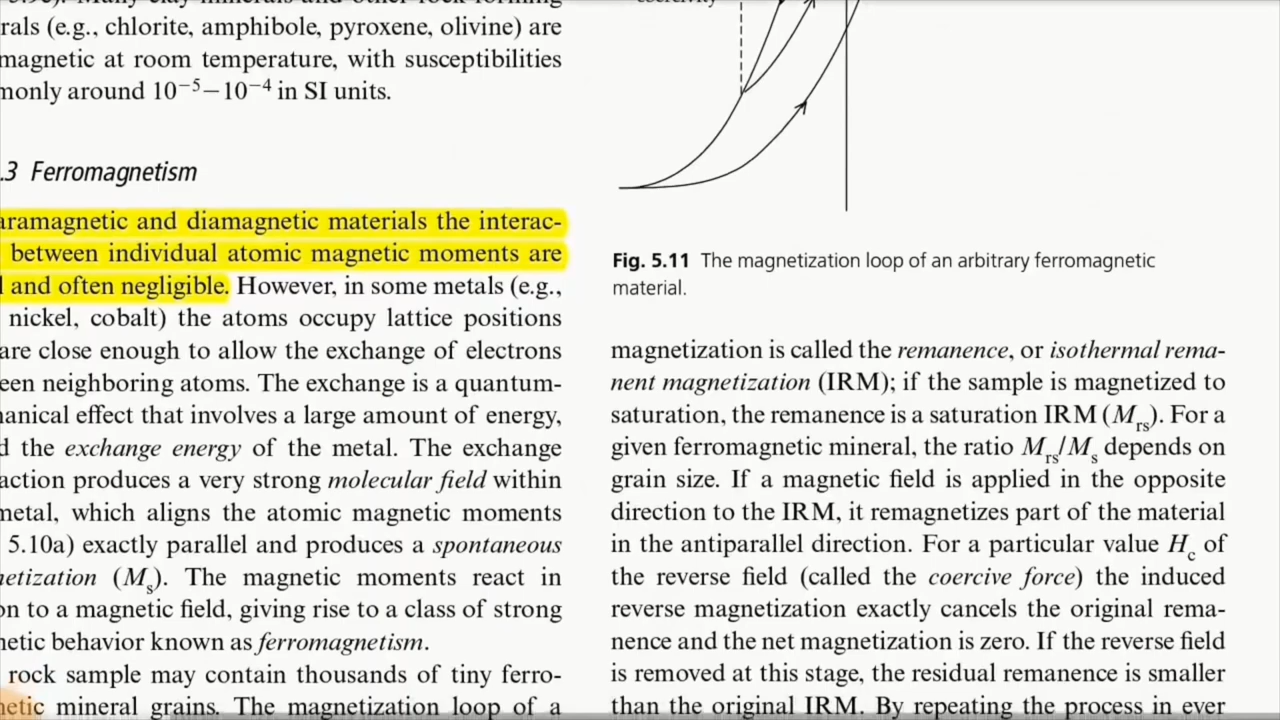 rals (e.g., chlorite, amphibole, pyroxene, olivine) are
magnetic at room temperature, with susceptibilities
monly around 10⁻⁵–10⁻⁴ in SI units.
.3 Ferromagnetism
aramagnetic and diamagnetic materials the interac-
between individual atomic magnetic moments are
l and often negligible. However, in some metals (e.g.,
nickel, cobalt) the atoms occupy lattice positions
are close enough to allow the exchange of electrons
een neighboring atoms. The exchange is a quantum-
anical effect that involves a large amount of energy,
d the exchange energy of the metal. The exchange
action produces a very strong molecular field within
metal, which aligns the atomic magnetic moments
5.10a) exactly parallel and produces a spontaneous
netization (Mₛ). The magnetic moments react in
on to a magnetic field, giving rise to a class of strong
netic behavior known as ferromagnetism.
rock sample may contain thousands of tiny ferro-
netic mineral grains. The magnetization loop of a
Fig. 5.11 The magnetization loop of an arbitrary ferromagnetic
material.
magnetization is called the remanence, or isothermal rema-
nent magnetization (IRM); if the sample is magnetized to
saturation, the remanence is a saturation IRM (Mrs). For a
given ferromagnetic mineral, the ratio Mrs/Ms depends on
grain size. If a magnetic field is applied in the opposite
direction to the IRM, it remagnetizes part of the material
in the antiparallel direction. For a particular value Hc of
the reverse field (called the coercive force) the induced
reverse magnetization exactly cancels the original rema-
nence and the net magnetization is zero. If the reverse field
is removed at this stage, the residual remanence is smaller
than the original IRM. By repeating the process in ever